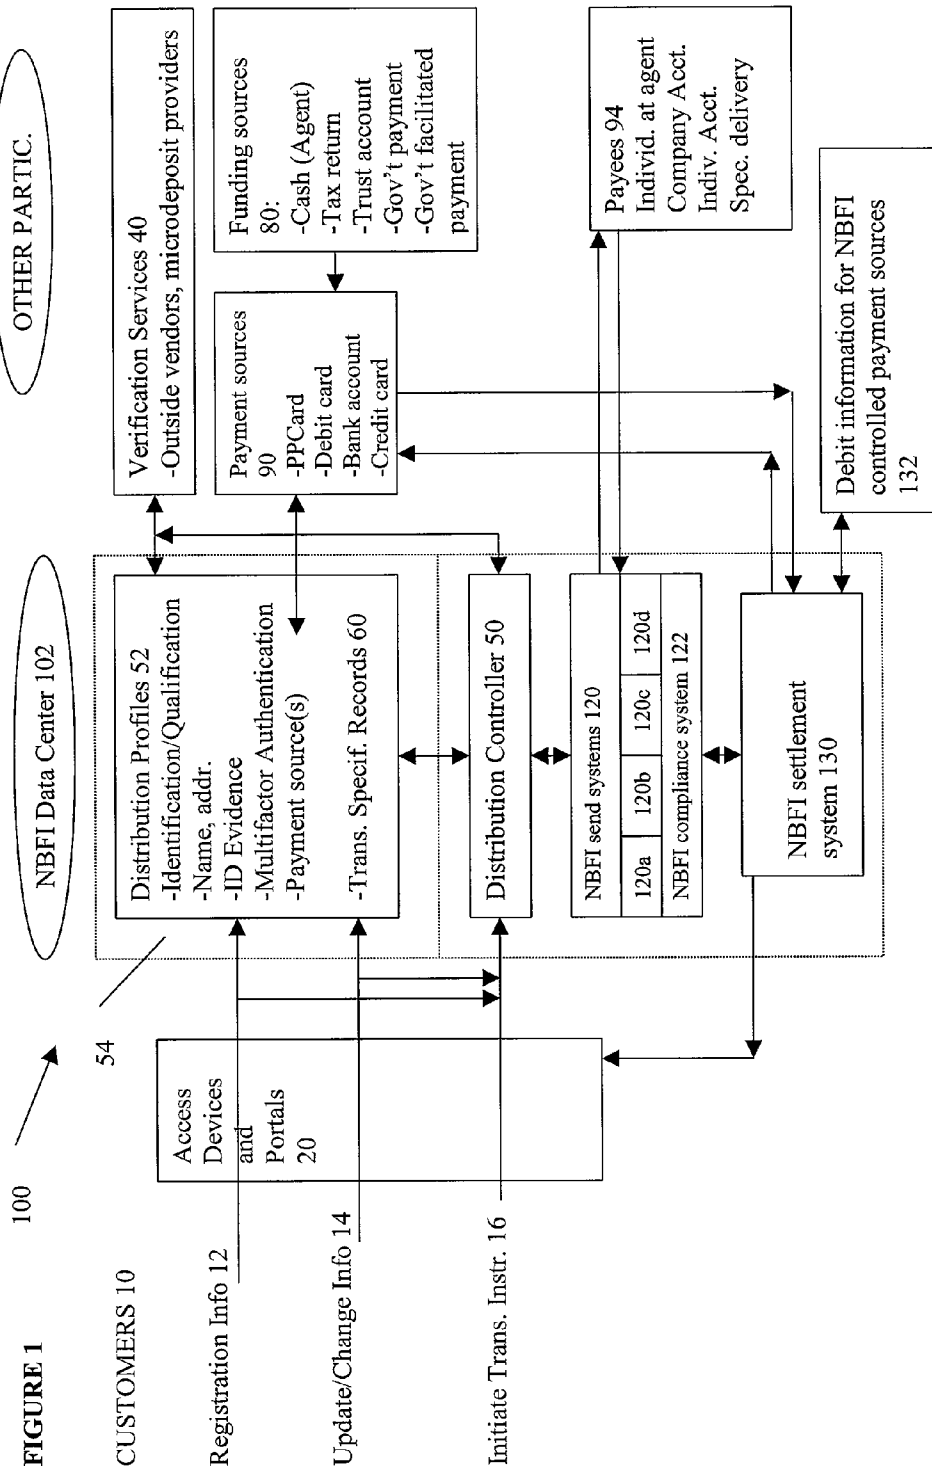 FIGURE 1
100
CUSTOMERS 10
Registration Info 12
Update/Change Info 14
Initiate Trans. Instr. 16
54
Access
Devices
and
Portals
20
NBFI Data Center 102
Distribution Profiles 52
-Identification/Qualification
-Name, addr.
-ID Evidence
-Multifactor Authentication
-Payment source(s)
-Trans. Specif. Records 60
Distribution Controller 50
NBFI send systems 120
120a
120b
120c
120d
NBFI compliance system 122
NBFI settlement
system 130
OTHER PARTIC.
Verification Services 40
-Outside vendors, microdeposit providers
Payment sources
90
-PPCard
-Debit card
-Bank account
-Credit card
Funding sources
80:
-Cash (Agent)
-Tax return
-Trust account
-Gov't payment
-Gov't facilitated
payment
Payees 94
Individ. at agent
Company Acct.
Indiv. Acct.
Spec. delivery
Debit information for NBFI
controlled payment sources
132